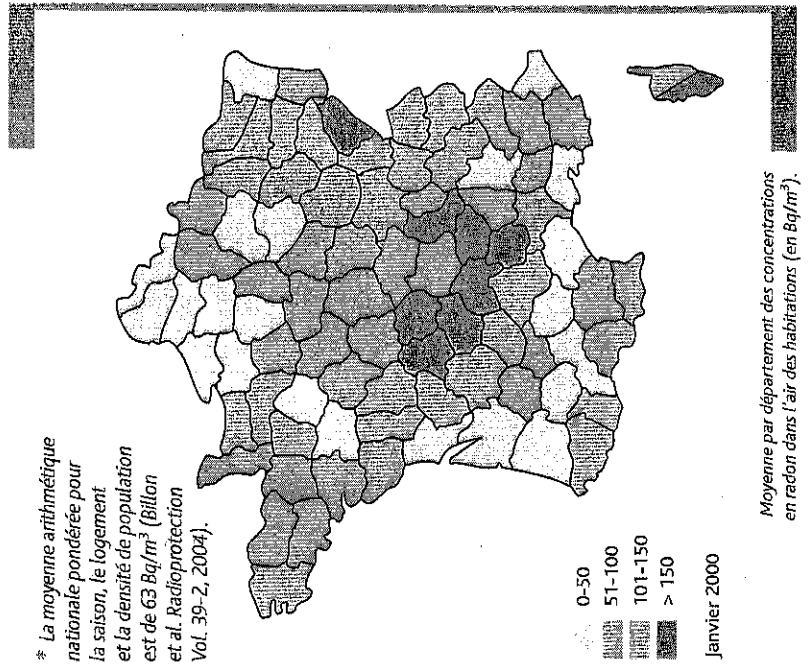 * La moyenne arithmétique
nationale pondérée pour
la saison, le logement
et la densité de population
est de 63 Bq/m³ (Billon
et al. Radioprotection
Vol. 39-2, 2004).
0-50
51-100
101-150
> 150
Janvier 2000
Moyenne par département des concentrations
en radon dans l'air des habitations (en Bq/m³).